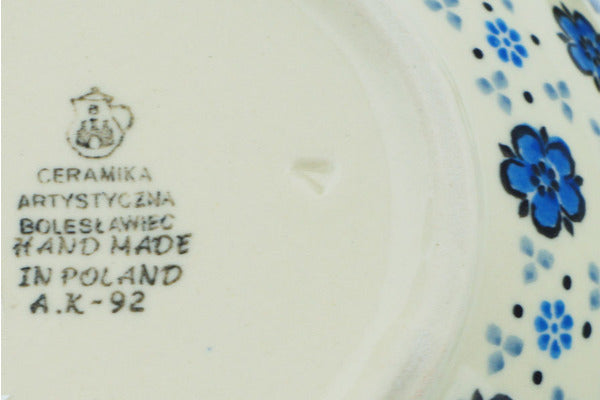 B
CERAMIKA
ARTYSTYCZNA
BOLESŁAWIEC
HAND MADE
IN POLAND
A.K-92